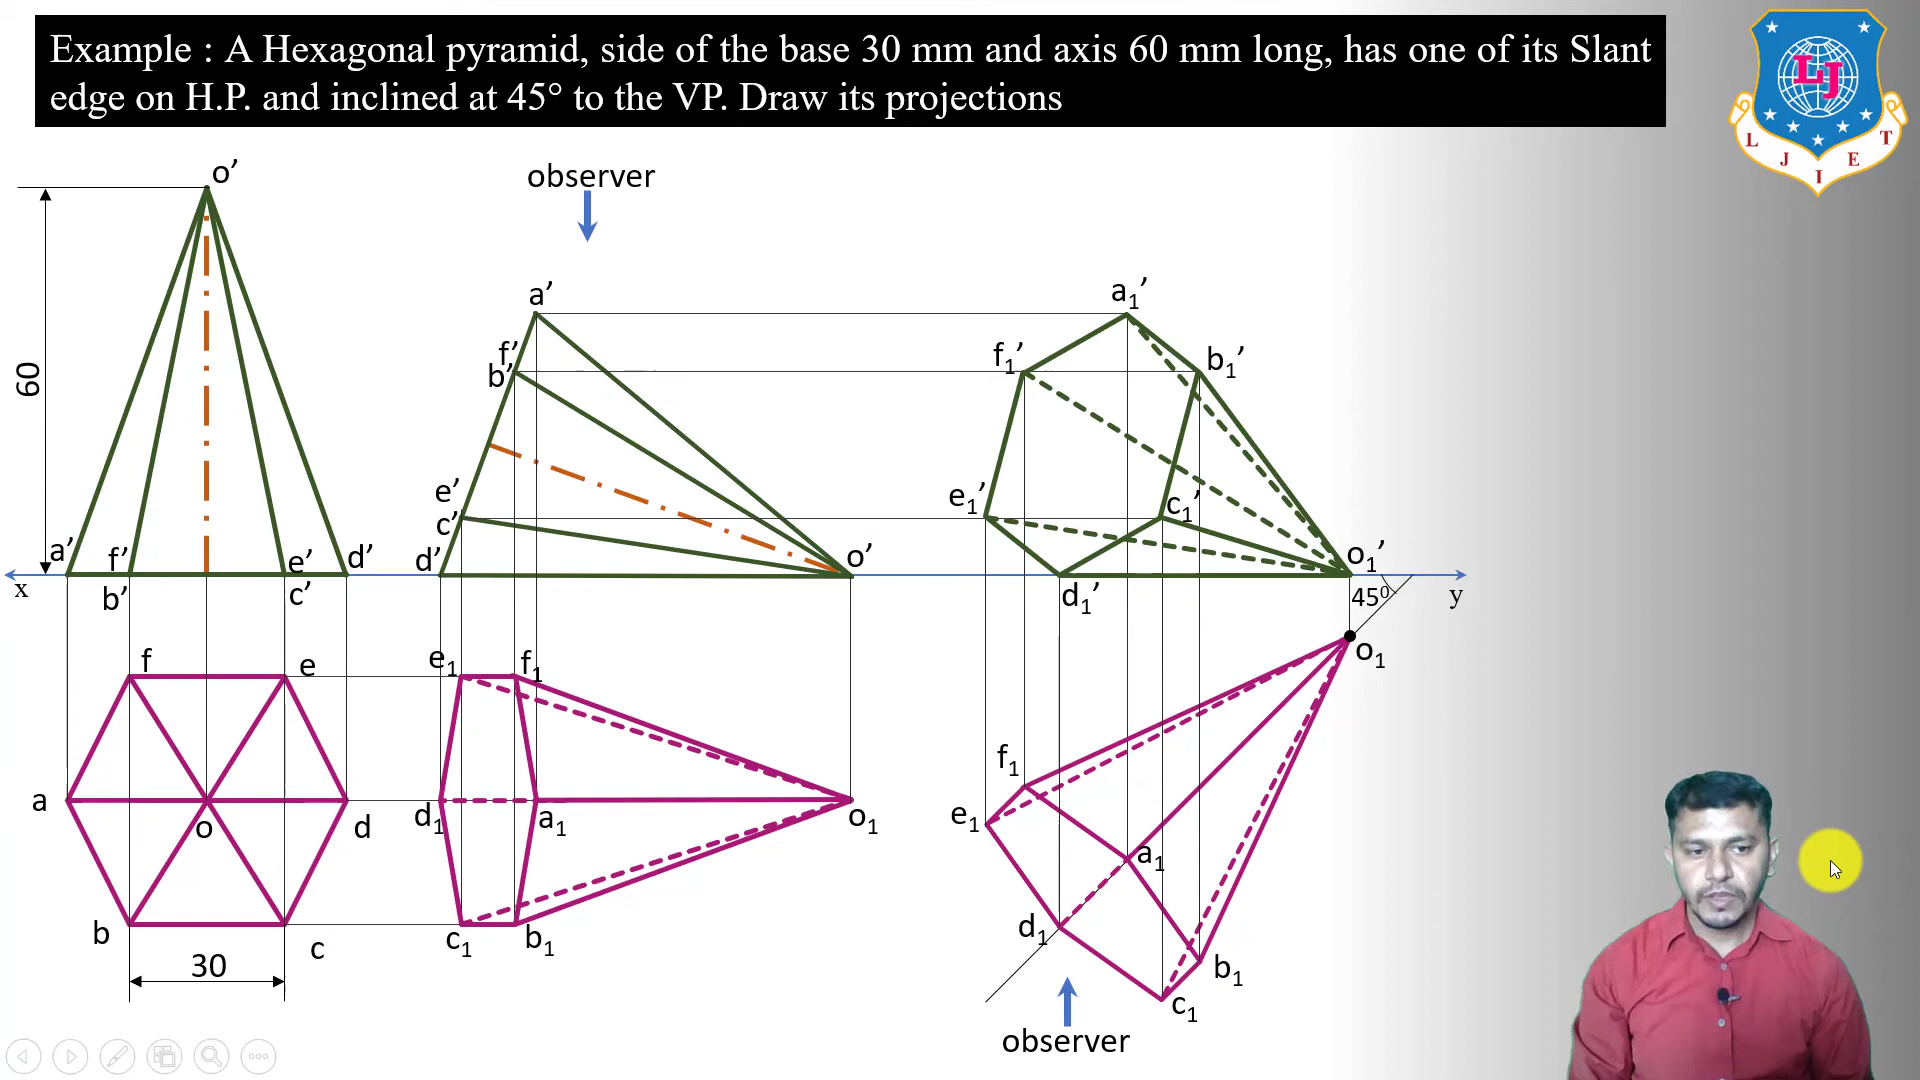 Example : A Hexagonal pyramid, side of the base 30 mm and axis 60 mm long, has one of its Slant
edge on H.P. and inclined at 45° to the VP. Draw its projections
LJ
L J I E T
observer
o’
60
a’ f’ e’ d’
b’ c’
x
a’
f’
b’
e’
c’
d’
o’
a₁’
f₁’
b₁’
e₁’
c₁’
d₁’
o₁’
45⁰
y
f e
a o d
b c
30
e₁ f₁
d₁ a₁ o₁
c₁ b₁
o₁
f₁
e₁
a₁
d₁
b₁
c₁
observer